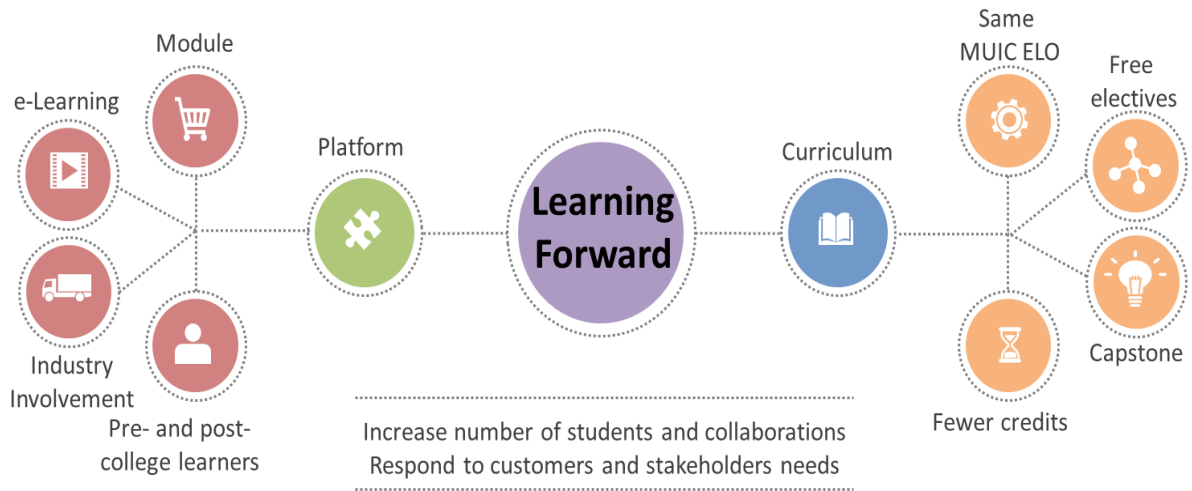 Module
e-Learning
Industry
Involvement
Pre- and post-
college learners
Platform
Learning
Forward
Curriculum
Same
MUIC ELO
Free
electives
Capstone
Fewer credits
Increase number of students and collaborations
Respond to customers and stakeholders needs